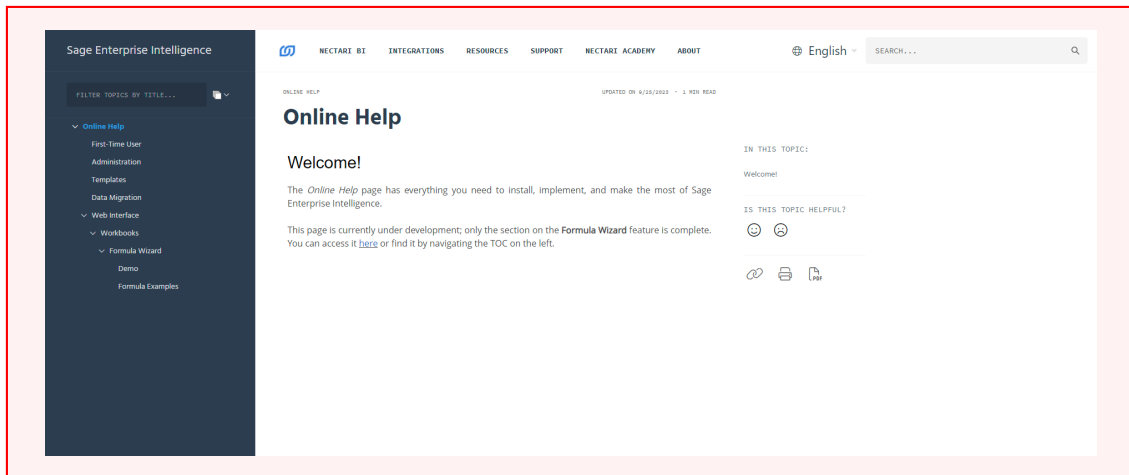 Sage Enterprise Intelligence
NECTARI BI INTEGRATIONS RESOURCES SUPPORT NECTARI ACADEMY ABOUT
English
SEARCH...
FILTER TOPICS BY TITLE...
Online Help
First-Time User
Administration
Templates
Data Migration
Web Interface
Workbooks
Formula Wizard
Demo
Formula Examples
ONLINE HELP
UPDATED ON 9/25/2023 • 1 MIN READ
Online Help
Welcome!
The Online Help page has everything you need to install, implement, and make the most of Sage
Enterprise Intelligence.
This page is currently under development; only the section on the Formula Wizard feature is complete.
You can access it here or find it by navigating the TOC on the left.
IN THIS TOPIC:
Welcome!
IS THIS TOPIC HELPFUL?
PDF